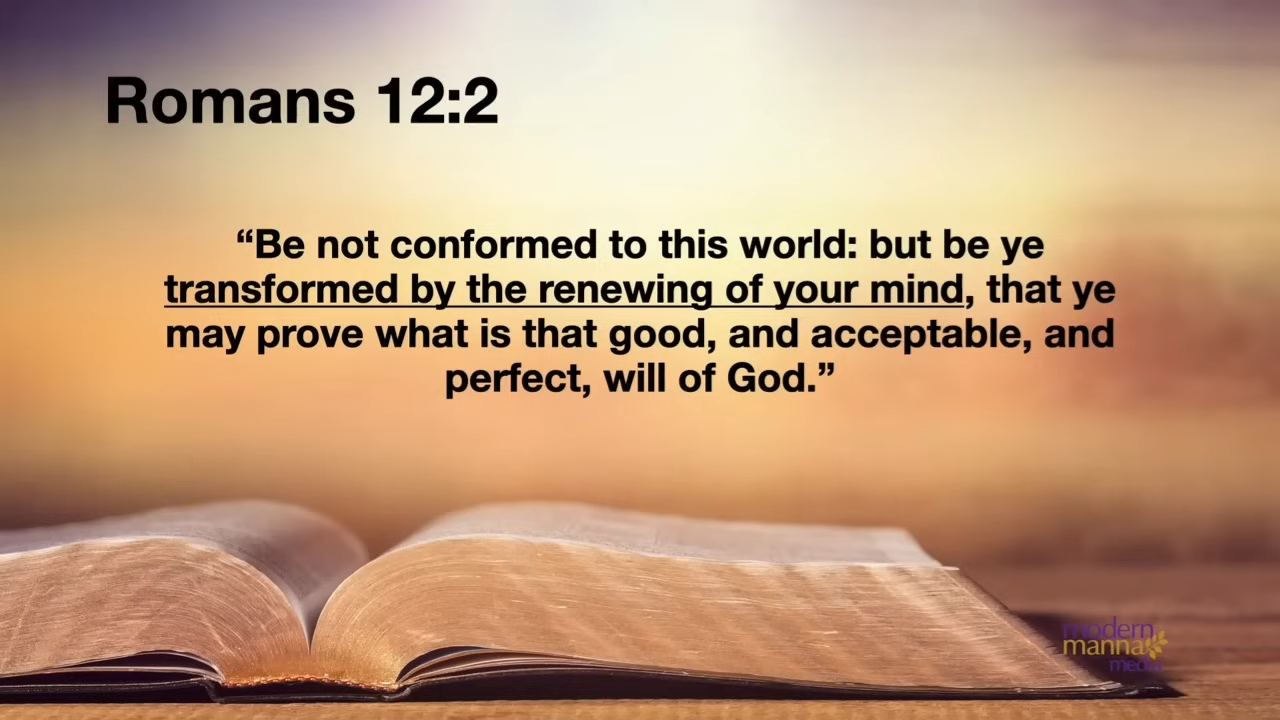 Romans 12:2
“Be not conformed to this world: but be ye
transformed by the renewing of your mind, that ye
may prove what is that good, and acceptable, and
perfect, will of God.”
modern
manna
media